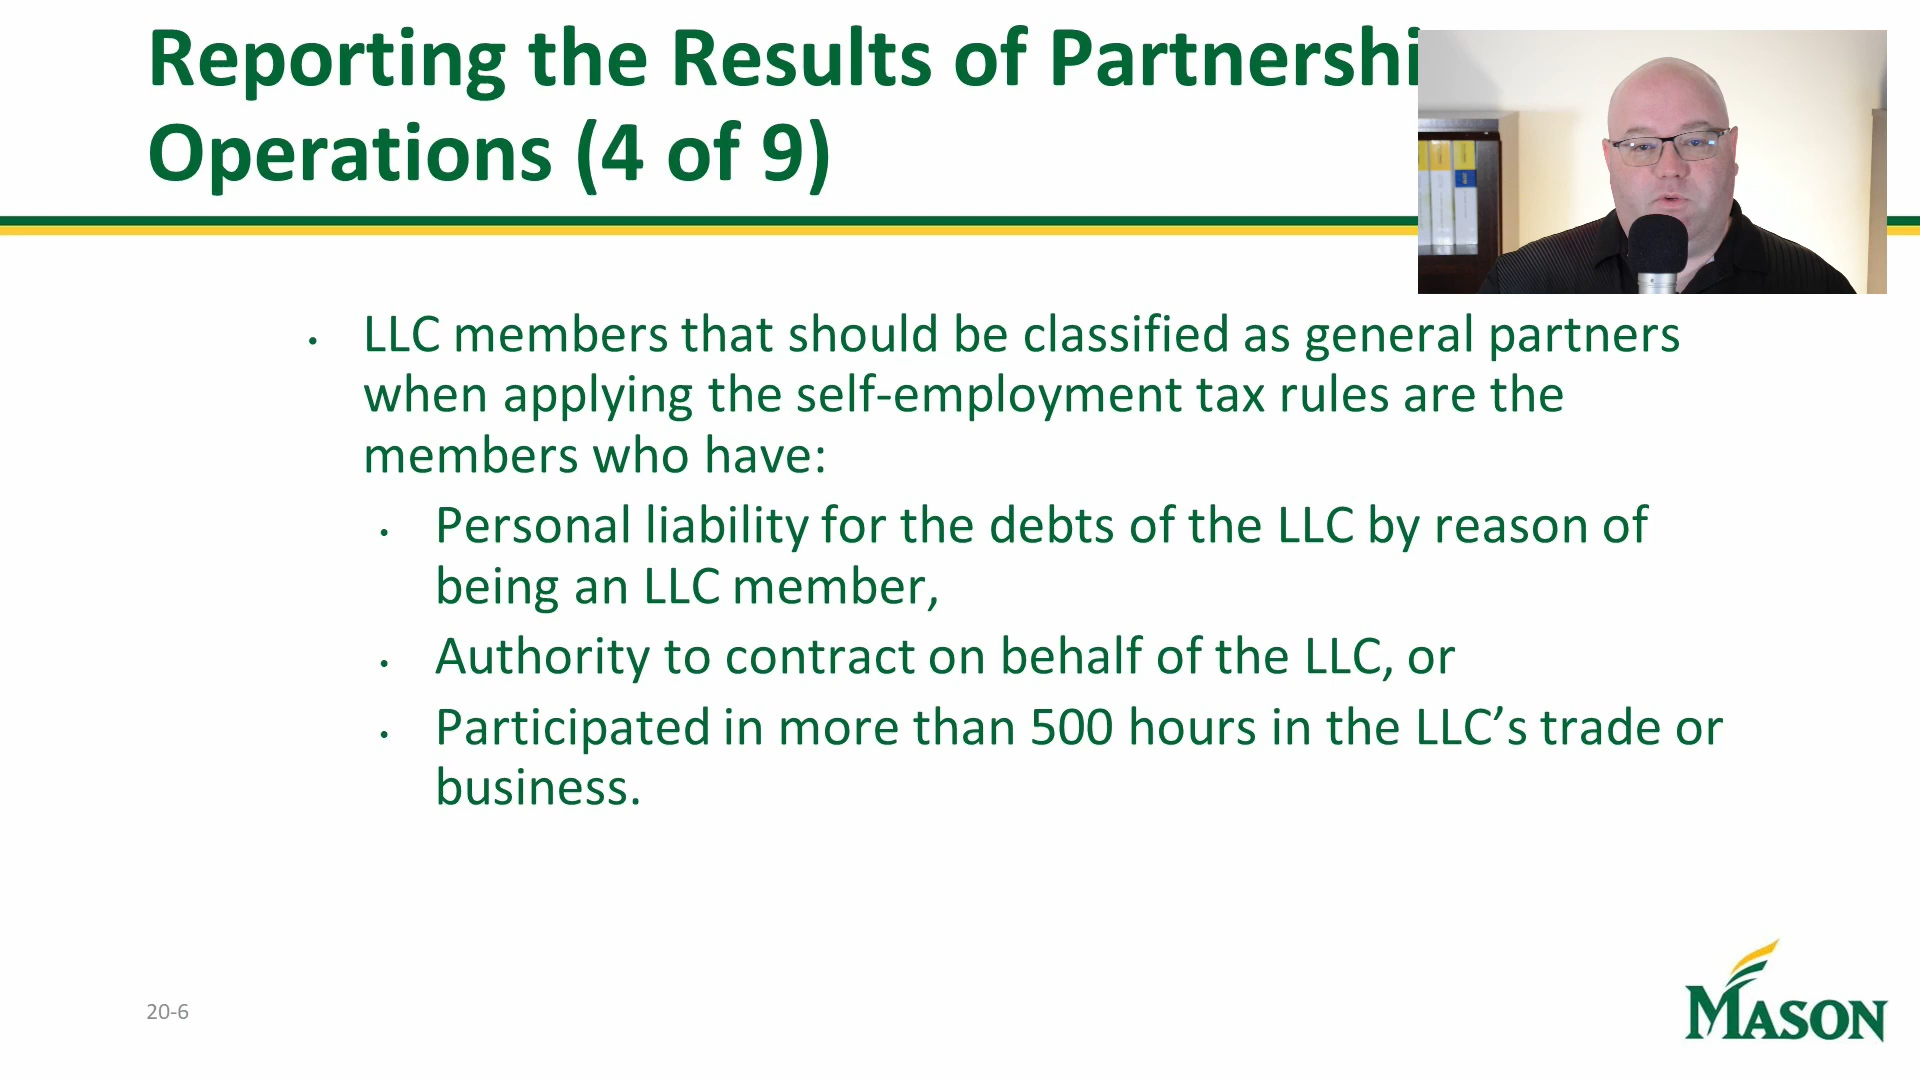 Reporting the Results of Partnershi
Operations (4 of 9)
• LLC members that should be classified as general partners
when applying the self-employment tax rules are the
members who have:
• Personal liability for the debts of the LLC by reason of
being an LLC member,
• Authority to contract on behalf of the LLC, or
• Participated in more than 500 hours in the LLC’s trade or
business.
20-6
MASON